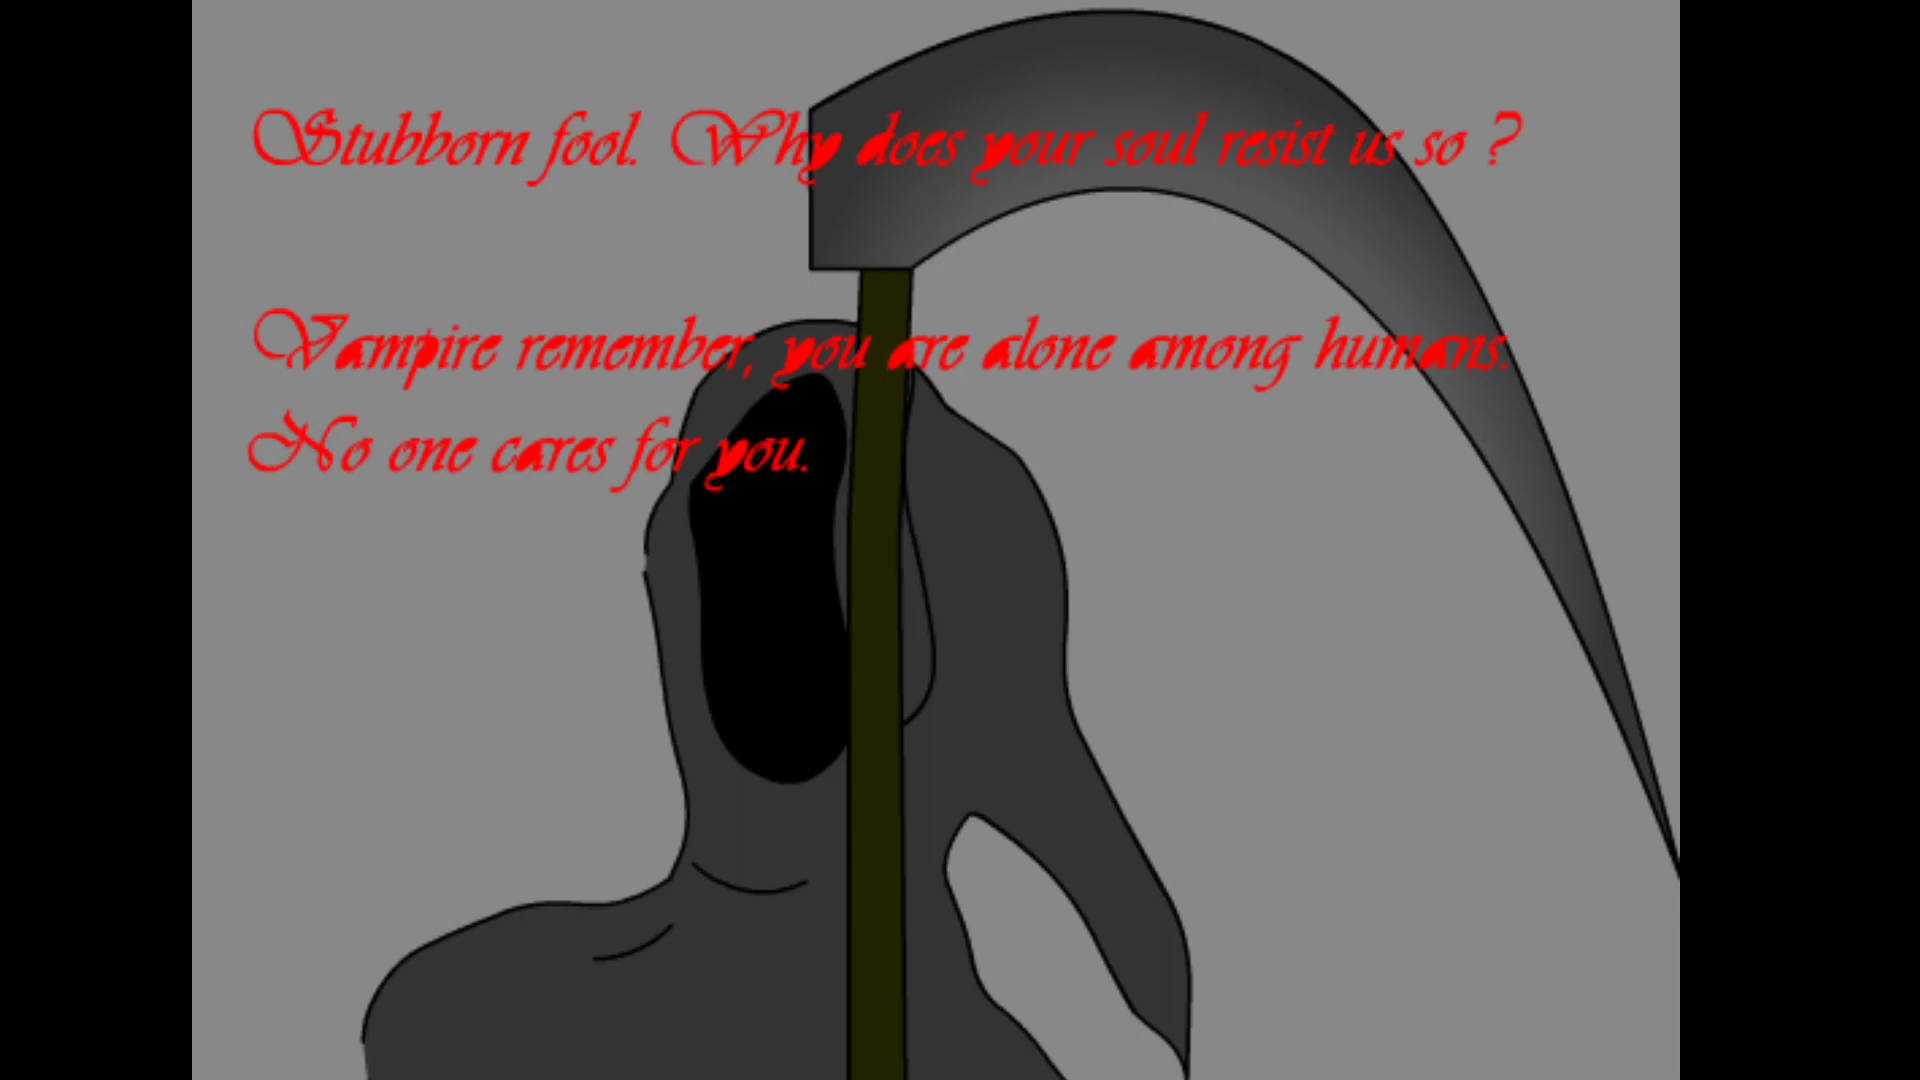 Stubborn fool. Why does your soul resist us so ?
Vampire remember, you are alone among humans.
No one cares for you.